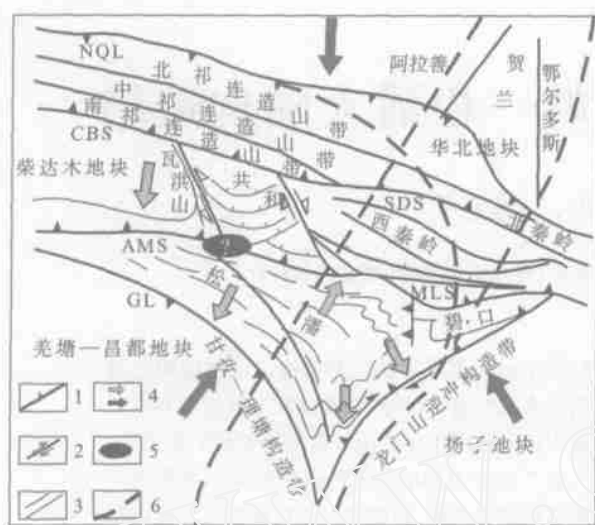 NQL
北祁连造山带
中祁连造山带
南祁连造山带
CBS
阿拉善
贺兰
鄂尔多斯
华北地块
柴达木地块
瓦洪山
共和
SDS
北秦岭
西秦岭
AMS
松潘
MLS
碧·口
GL
羌塘—昌都地块
甘孜—理塘构造带
龙门山逆冲构造带
扬子地块
1
4
2
5
3
6